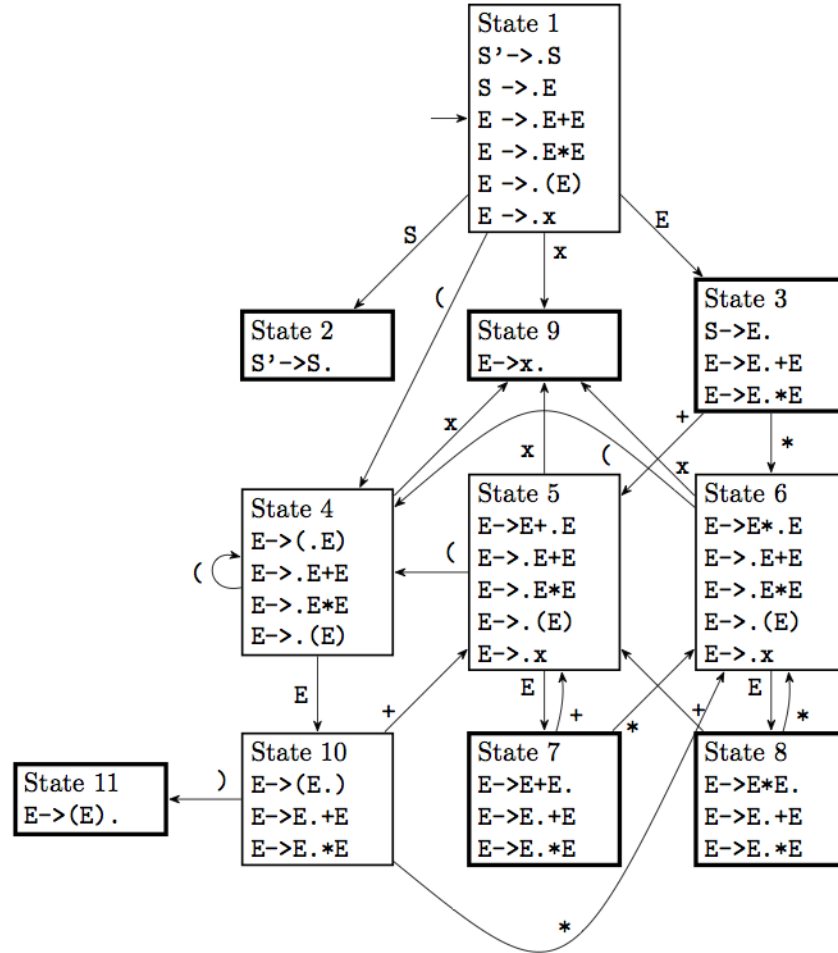 State 1
S'->.S
S ->.E
E ->.E+E
E ->.E*E
E ->.(E)
E ->.x
S
(
x
E
State 2
S'->S.
State 9
E->x.
State 3
S->E.
E->E.+E
E->E.*E
x
x
(
x
+
*
State 4
E->(.E)
E->.E+E
E->.E*E
E->.(E)
(
(
State 5
E->E+.E
E->.E+E
E->.E*E
E->.(E)
E->.x
State 6
E->E*.E
E->.E+E
E->.E*E
E->.(E)
E->.x
E
+
E
+
*
E
+
*
State 11
E->(E).
)
State 10
E->(E.)
E->E.+E
E->E.*E
State 7
E->E+E.
E->E.+E
E->E.*E
State 8
E->E*E.
E->E.+E
E->E.*E
*